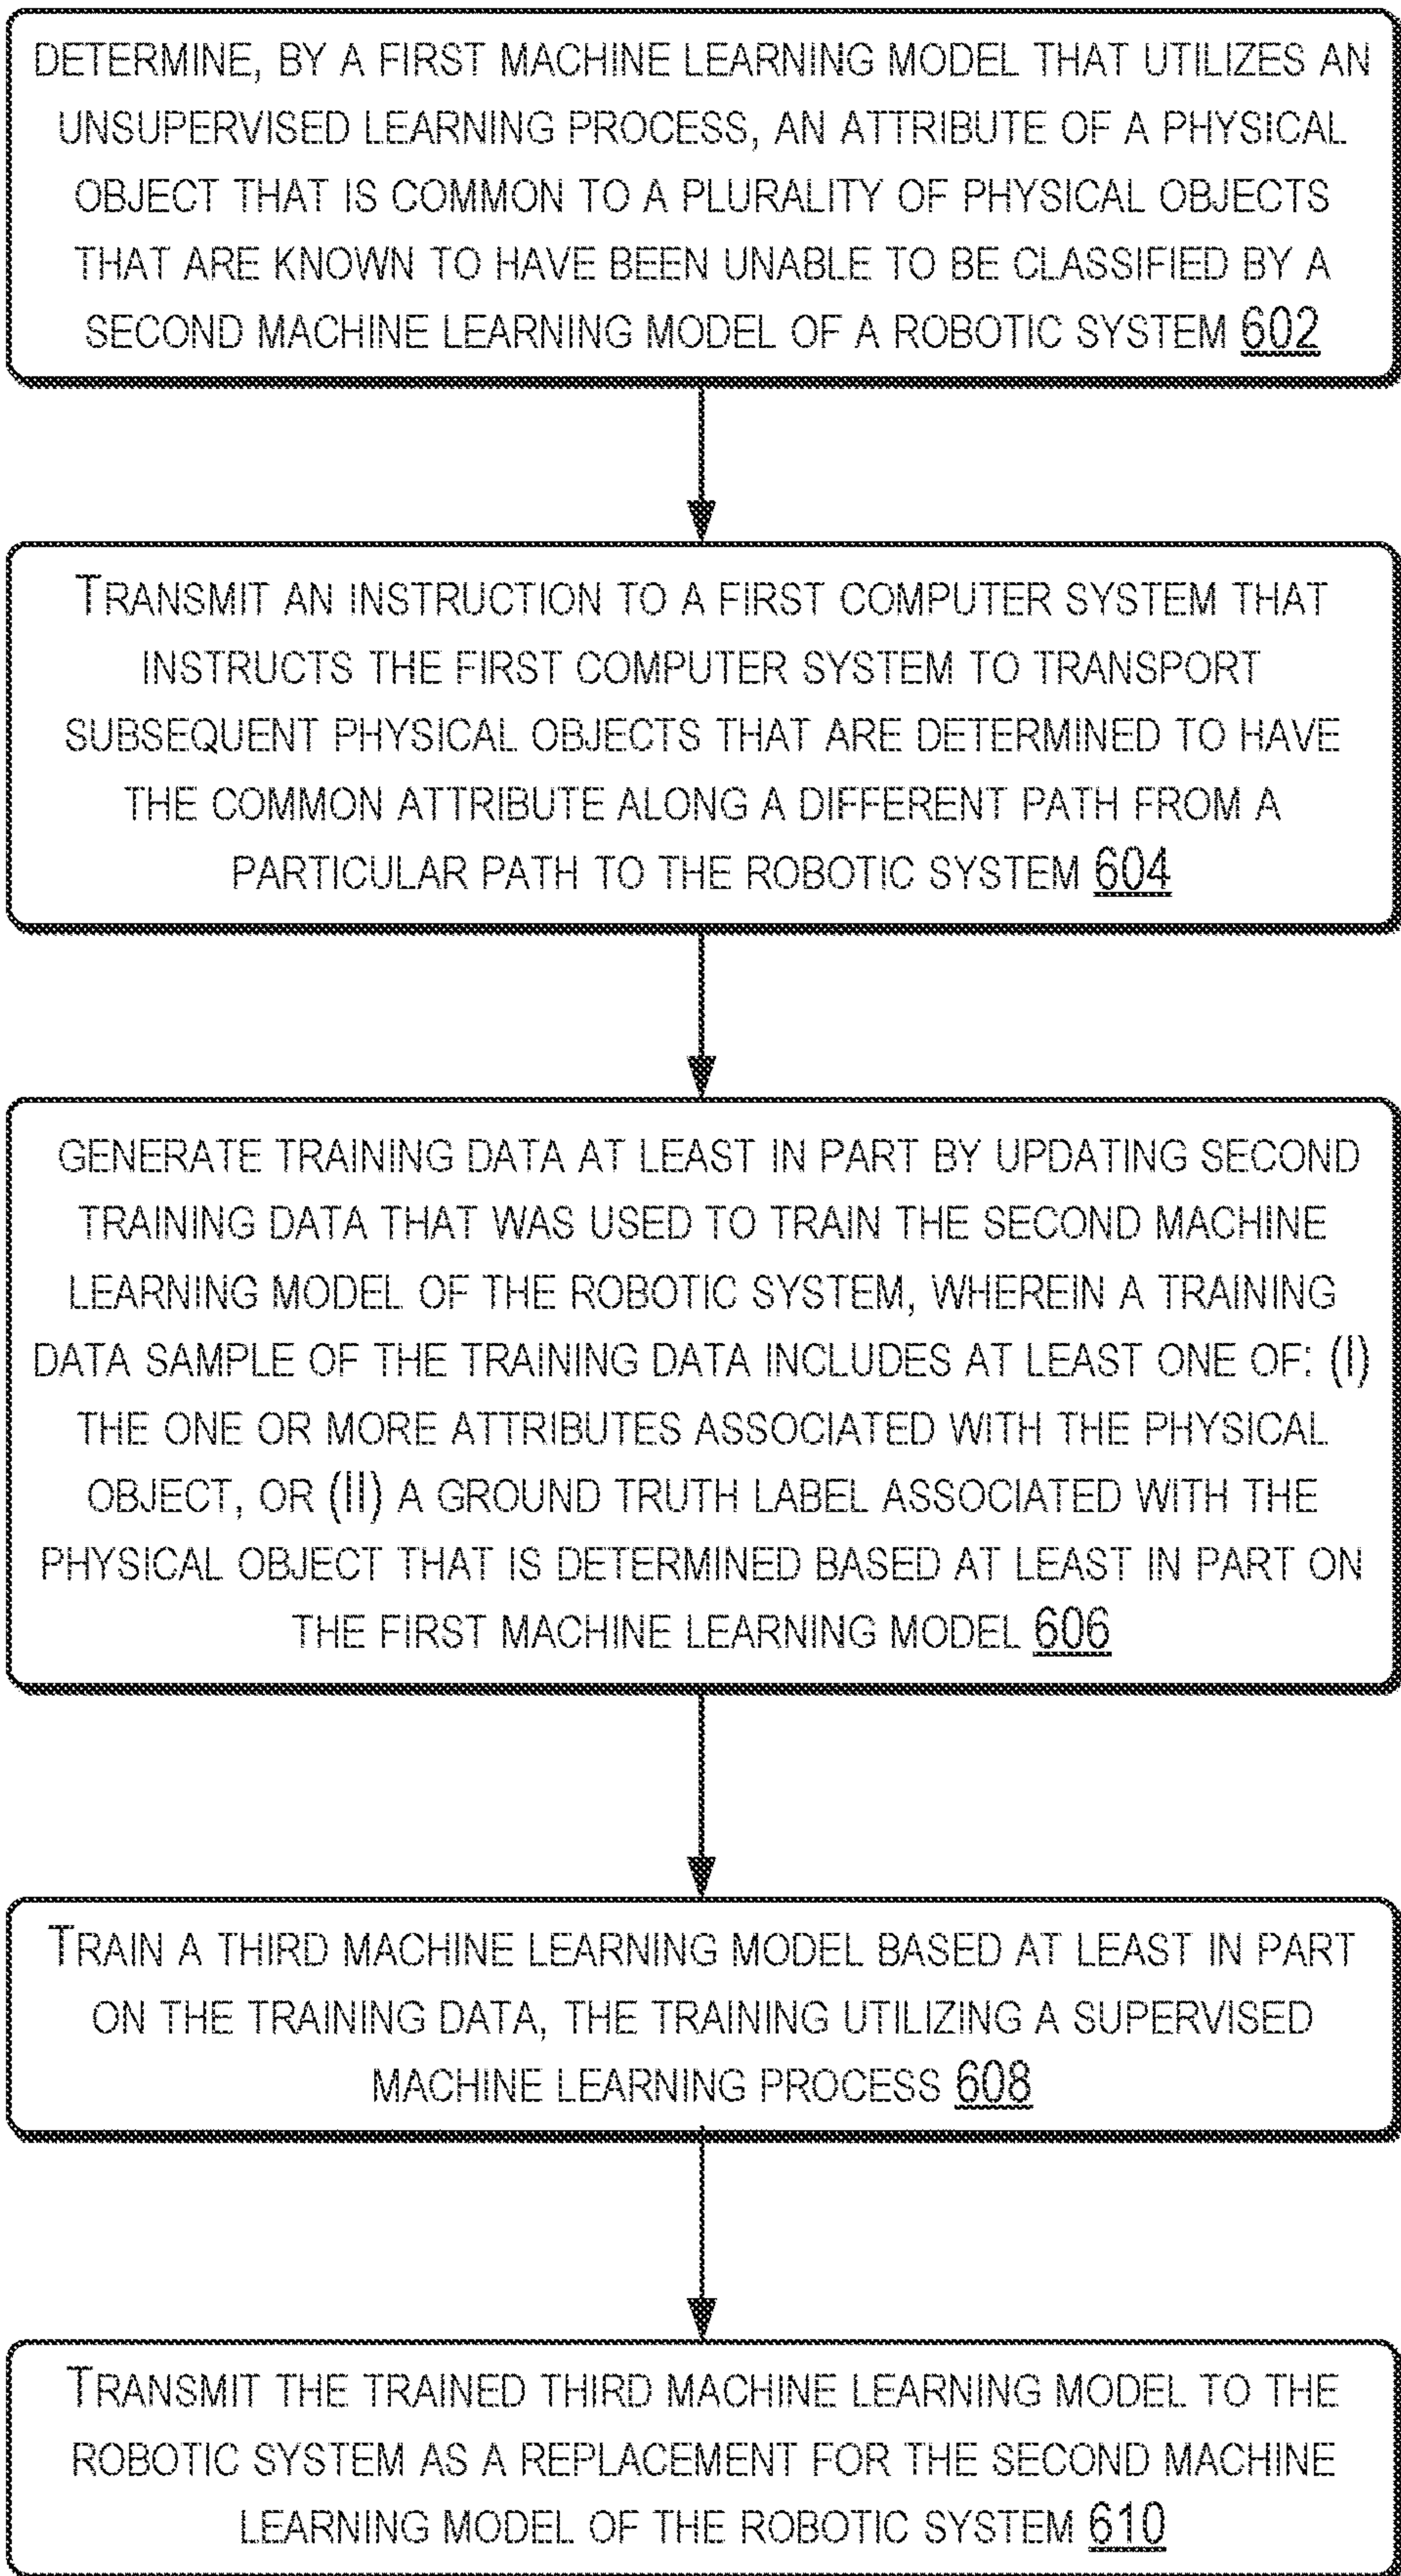 DETERMINE, BY A FIRST MACHINE LEARNING MODEL THAT UTILIZES AN
UNSUPERVISED LEARNING PROCESS, AN ATTRIBUTE OF A PHYSICAL
OBJECT THAT IS COMMON TO A PLURALITY OF PHYSICAL OBJECTS
THAT ARE KNOWN TO HAVE BEEN UNABLE TO BE CLASSIFIED BY A
SECOND MACHINE LEARNING MODEL OF A ROBOTIC SYSTEM 602
TRANSMIT AN INSTRUCTION TO A FIRST COMPUTER SYSTEM THAT
INSTRUCTS THE FIRST COMPUTER SYSTEM TO TRANSPORT
SUBSEQUENT PHYSICAL OBJECTS THAT ARE DETERMINED TO HAVE
THE COMMON ATTRIBUTE ALONG A DIFFERENT PATH FROM A
PARTICULAR PATH TO THE ROBOTIC SYSTEM 604
GENERATE TRAINING DATA AT LEAST IN PART BY UPDATING SECOND
TRAINING DATA THAT WAS USED TO TRAIN THE SECOND MACHINE
LEARNING MODEL OF THE ROBOTIC SYSTEM, WHEREIN A TRAINING
DATA SAMPLE OF THE TRAINING DATA INCLUDES AT LEAST ONE OF: (I)
THE ONE OR MORE ATTRIBUTES ASSOCIATED WITH THE PHYSICAL
OBJECT, OR (II) A GROUND TRUTH LABEL ASSOCIATED WITH THE
PHYSICAL OBJECT THAT IS DETERMINED BASED AT LEAST IN PART ON
THE FIRST MACHINE LEARNING MODEL 606
TRAIN A THIRD MACHINE LEARNING MODEL BASED AT LEAST IN PART
ON THE TRAINING DATA, THE TRAINING UTILIZING A SUPERVISED
MACHINE LEARNING PROCESS 608
TRANSMIT THE TRAINED THIRD MACHINE LEARNING MODEL TO THE
ROBOTIC SYSTEM AS A REPLACEMENT FOR THE SECOND MACHINE
LEARNING MODEL OF THE ROBOTIC SYSTEM 610